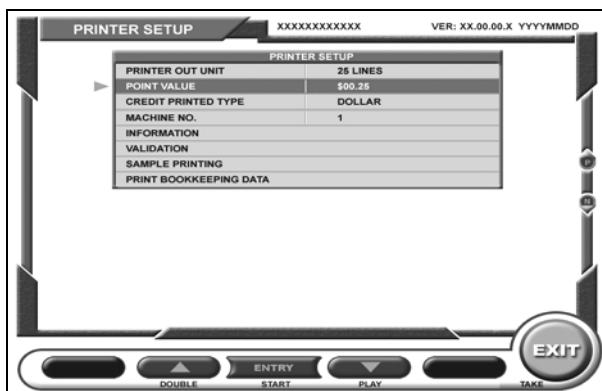 PRINTER SETUP XXXXXXXXXXXX VER: XX.00.00.X YYYYMMDD
PRINTER SETUP
PRINTER OUT UNIT 25 LINES
POINT VALUE $00.25
CREDIT PRINTED TYPE DOLLAR
MACHINE NO. 1
INFORMATION
VALIDATION
SAMPLE PRINTING
PRINT BOOKKEEPING DATA
P
N
EXIT
ENTRY
DOUBLE START PLAY TAKE